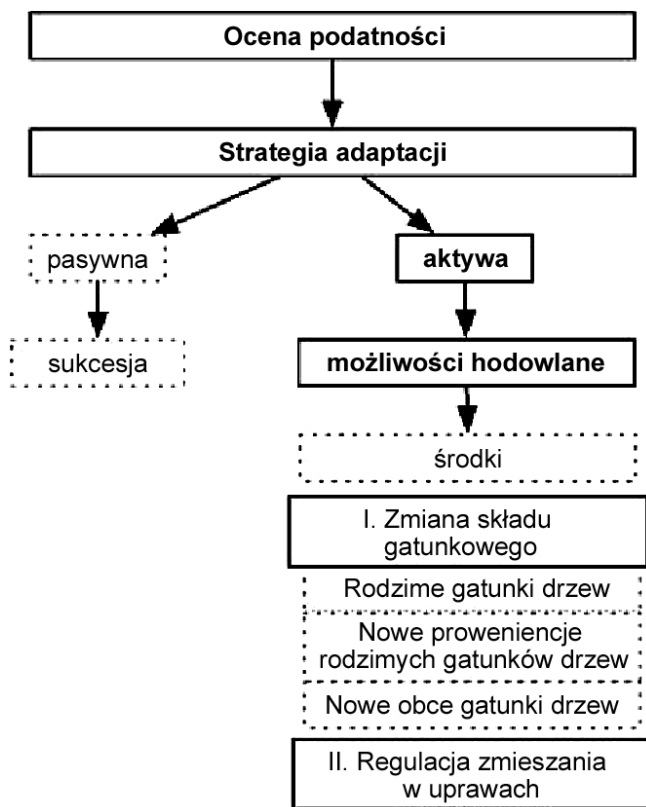 Ocena podatności
Strategia adaptacji
pasywna
aktywa
sukcesja
możliwości hodowlane
środki
I. Zmiana składu
gatunkowego
Rodzime gatunki drzew
Nowe proweniencje
rodzimych gatunków drzew
Nowe obce gatunki drzew
II. Regulacja zmieszania
w uprawach